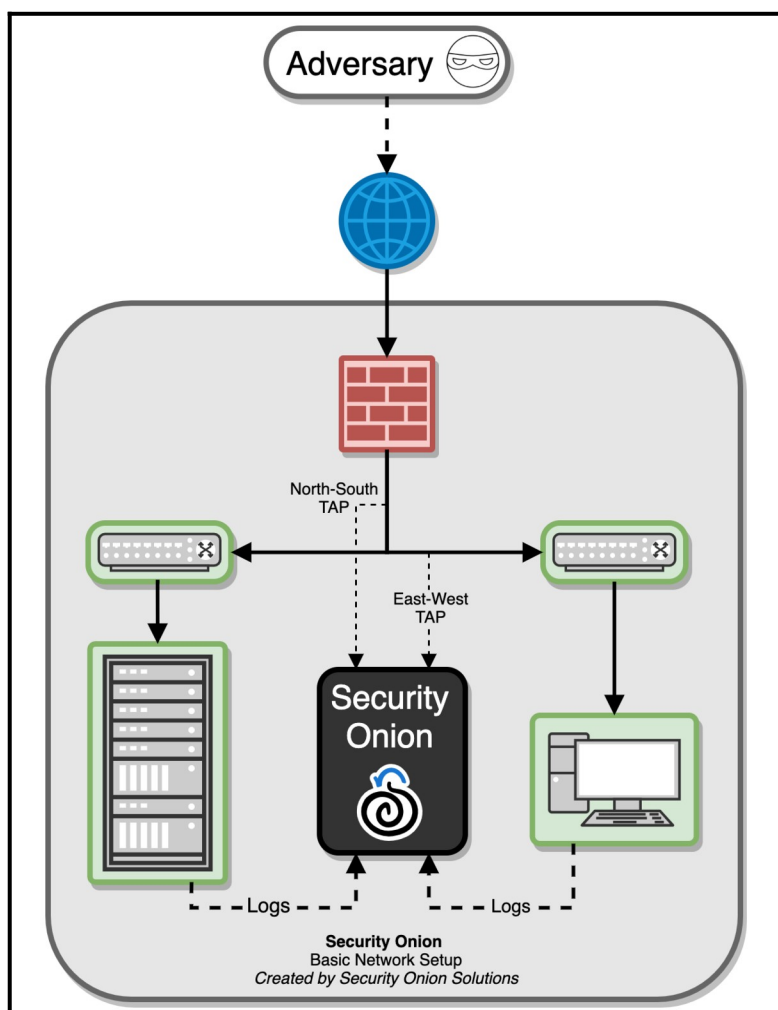 Adversary
North-South
TAP
East-West
TAP
Security
Onion
Logs
Logs
Security Onion
Basic Network Setup
Created by Security Onion Solutions